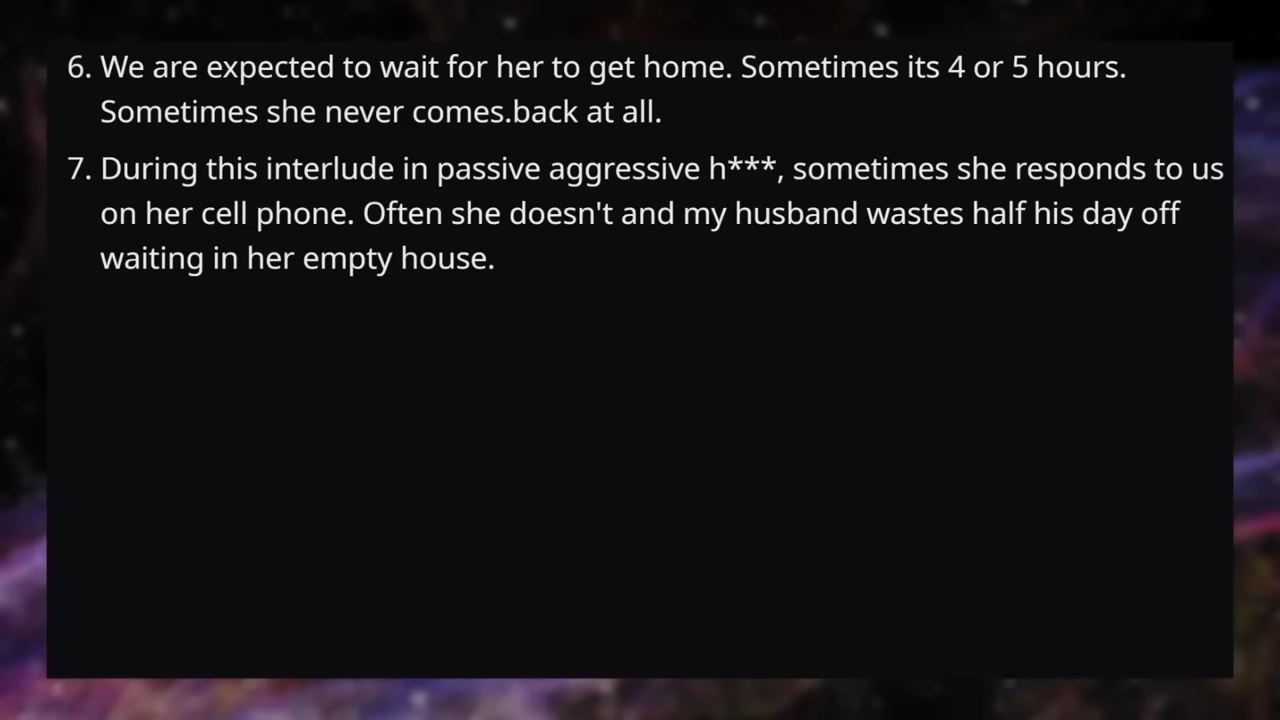 6. We are expected to wait for her to get home. Sometimes its 4 or 5 hours.
Sometimes she never comes.back at all.
7. During this interlude in passive aggressive h***, sometimes she responds to us
on her cell phone. Often she doesn't and my husband wastes half his day off
waiting in her empty house.